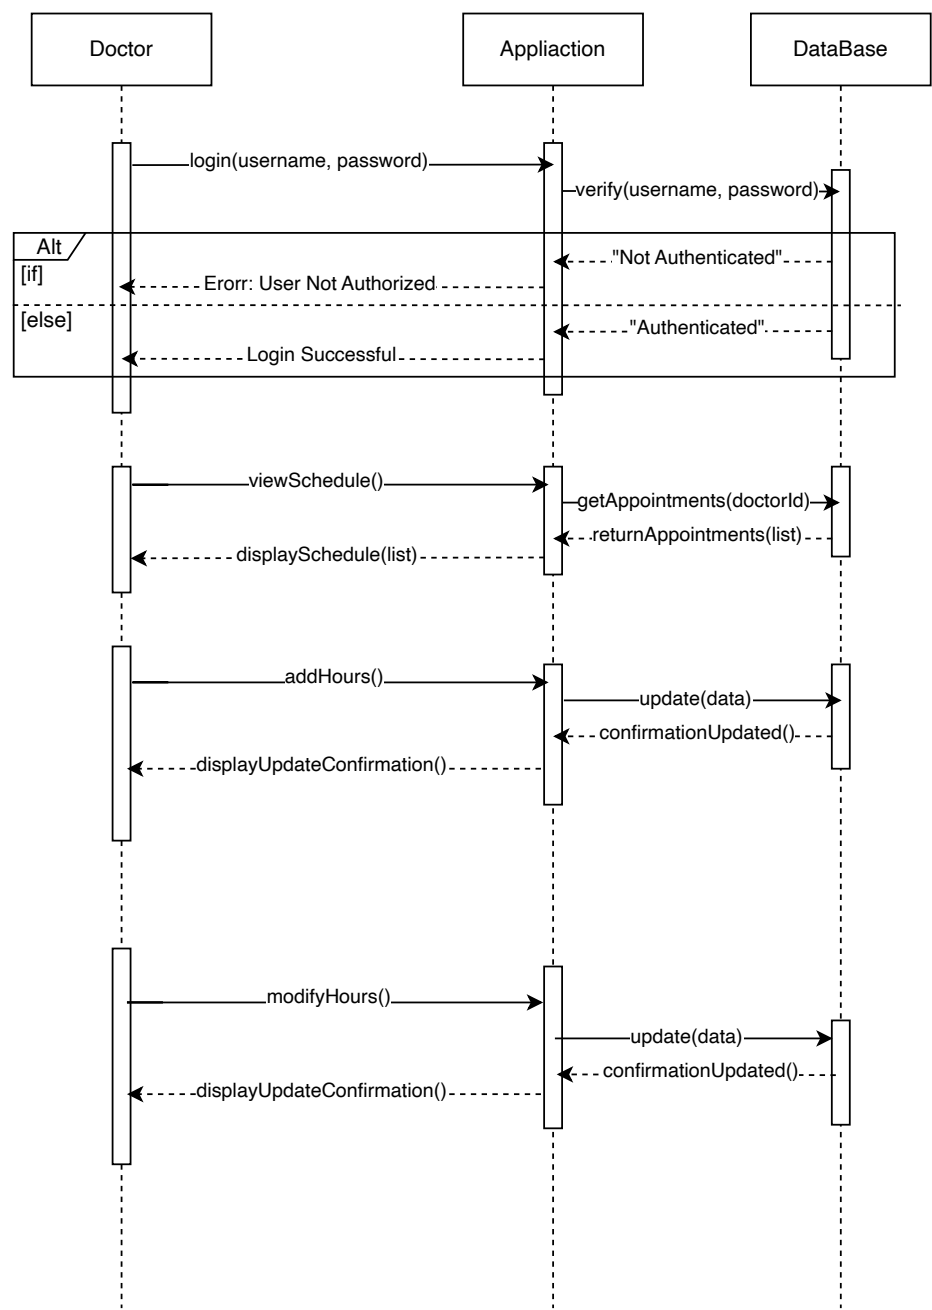 Doctor
Appliaction
DataBase
login(username, password)
verify(username, password)
Alt
"Not Authenticated"
[if]
Erorr: User Not Authorized
[else]
"Authenticated"
Login Successful
viewSchedule()
getAppointments(doctorId)
returnAppointments(list)
displaySchedule(list)
addHours()
update(data)
confirmationUpdated()
displayUpdateConfirmation()
modifyHours()
update(data)
confirmationUpdated()
displayUpdateConfirmation()